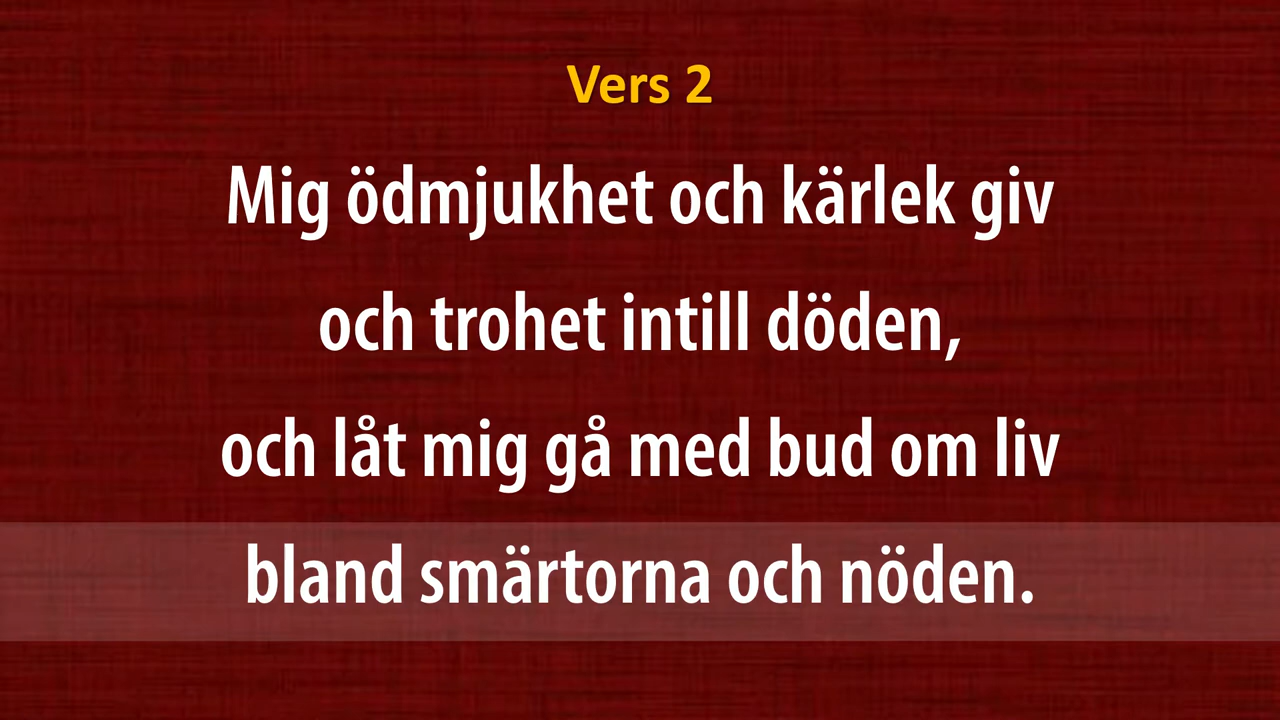 Vers 2
Mig ödmjukhet och kärlek giv
och trohet intill döden,
och låt mig gå med bud om liv
bland smärtorna och nöden.